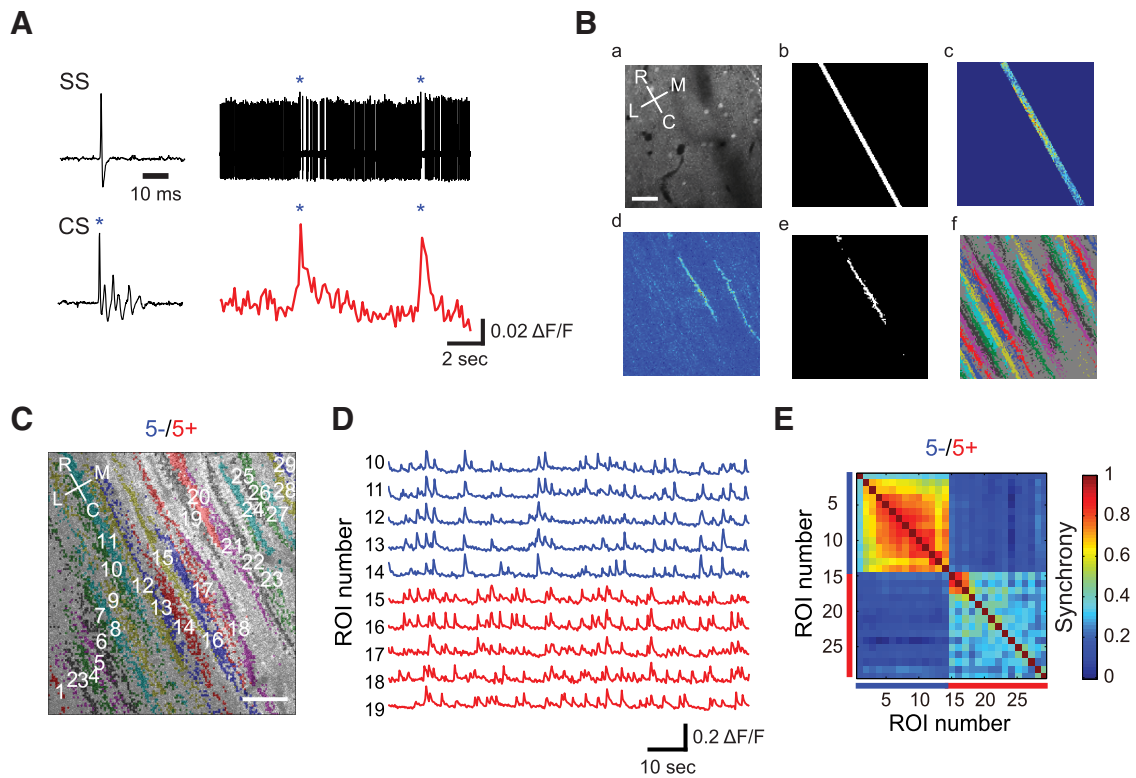 A
SS
*
*
10 ms
CS
*
*
*
0.02 ΔF/F
2 sec
B
a
R
M
L
C
b
c
d
e
f
C
5-/5+
R
M
L
C
29
25
26 28
24 27
20
19
21
22
23
11
10
15
12
17
9
13
7
8
14
18
16
6
5
234
1
D
ROI number
10
11
12
13
14
15
16
17
18
19
0.2 ΔF/F
10 sec
E
5-/5+
ROI number
5
10
15
20
25
5 10 15 20 25
ROI number
1
0.8
0.6
0.4
0.2
0
Synchrony